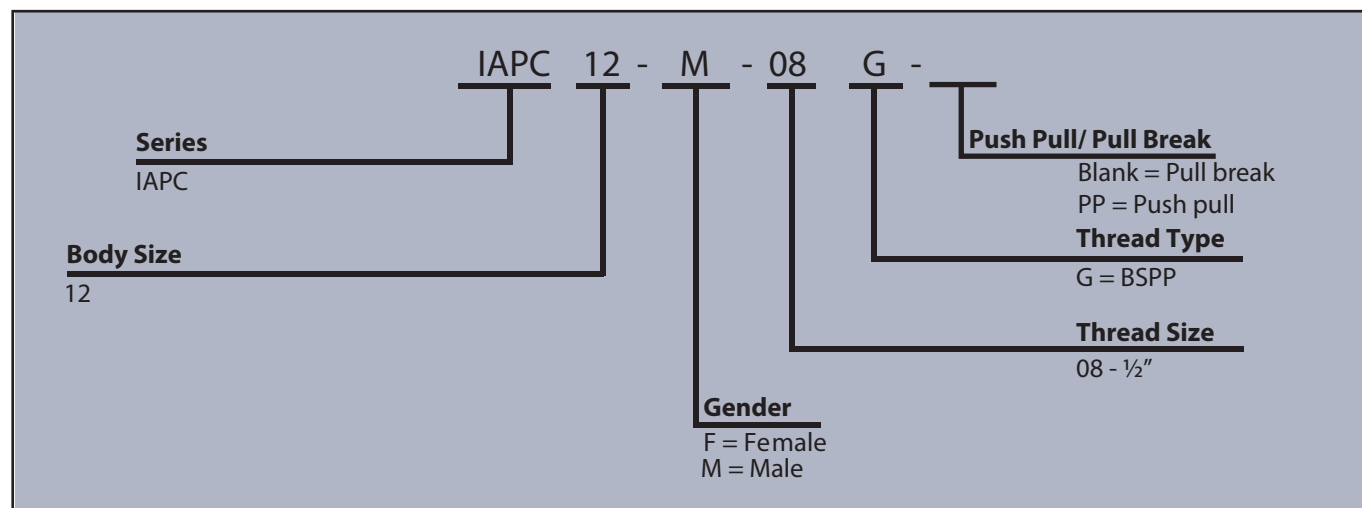 IAPC 12 - M - 08 G -
Series
IAPC
Push Pull/ Pull Break
Blank = Pull break
PP = Push pull
Body Size
12
Thread Type
G = BSPP
Thread Size
08 - ½"
Gender
F = Female
M = Male